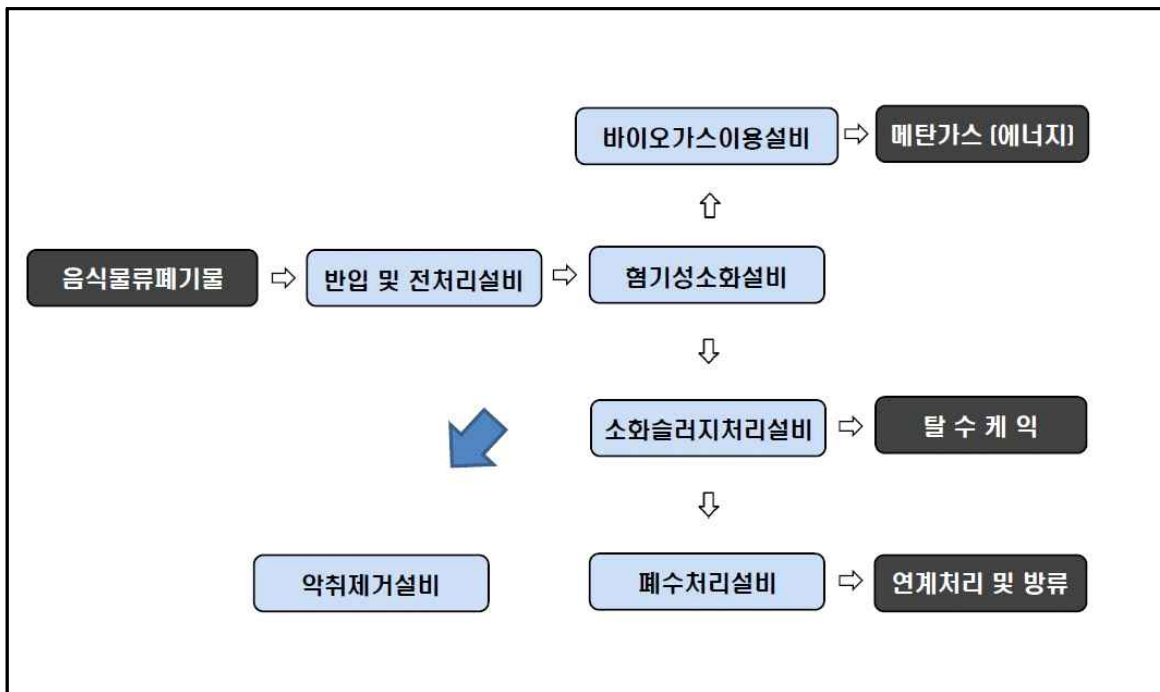 바이오가스이용설비
메탄가스 (에너지)
음식물류폐기물
반입 및 전처리설비
혐기성소화설비
소화슬러지처리설비
탈 수 케 익
악취제거설비
폐수처리설비
연계처리 및 방류